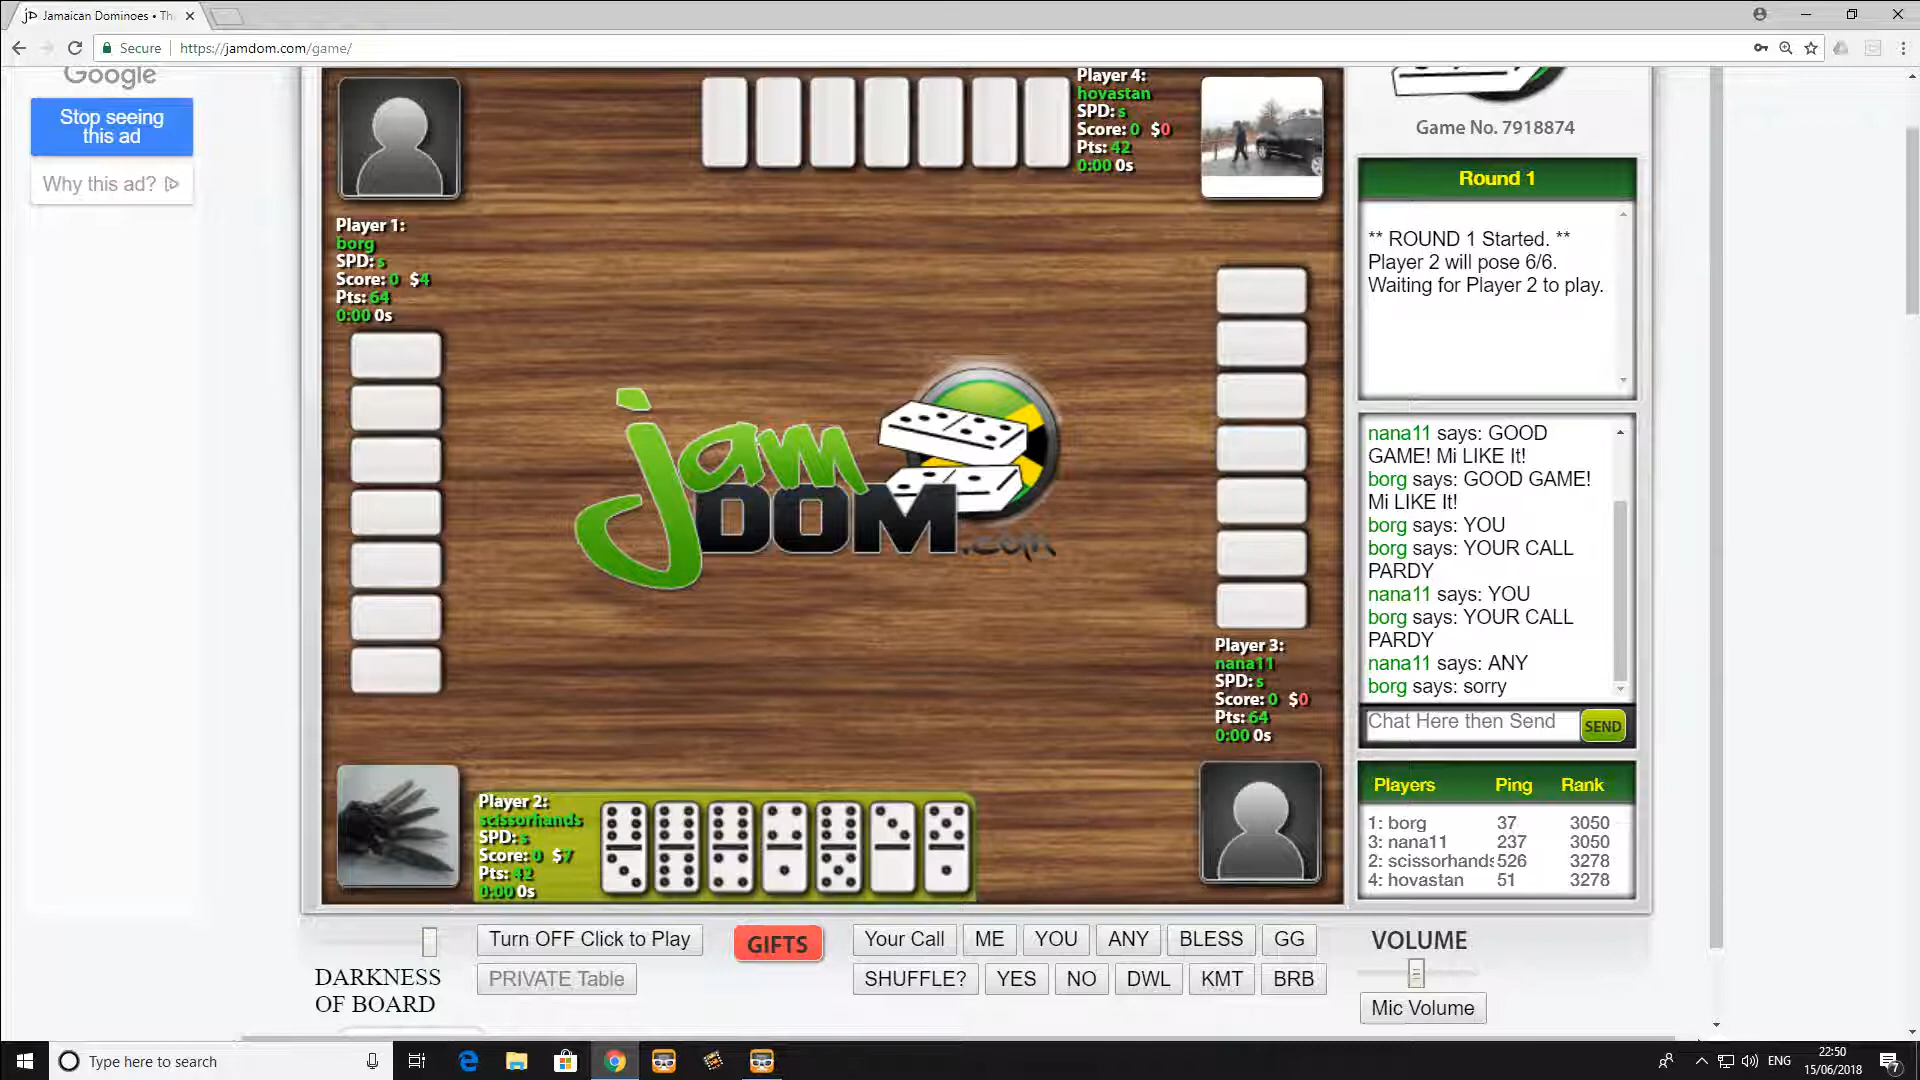 Jamaican Dominoes • Th
Secure
https://jamdom.com/game/
Google
Stop seeing
this ad
Why this ad?
Player 1:
borg
SPD: s
Score: 0 $4
Pts: 64
0:00 0s
Player 4:
hovastan
SPD: s
Score: 0 $0
Pts: 42
0:00 0s
jam
DOM
.com
Player 3:
nana11
SPD: s
Score: 0 $0
Pts: 64
0:00 0s
Player 2:
scissorhands
SPD: s
Score: 0 $7
Pts: 42
0:00 0s
Game No. 7918874
Round 1
** ROUND 1 Started. **
Player 2 will pose 6/6.
Waiting for Player 2 to play.
nana11 says: GOOD
GAME! Mi LIKE It!
borg says: GOOD GAME!
Mi LIKE It!
borg says: YOU
borg says: YOUR CALL
PARDY
nana11 says: YOU
borg says: YOUR CALL
PARDY
nana11 says: ANY
borg says: sorry
Chat Here then Send
SEND
Players Ping Rank
1: borg 37 3050
3: nana11 237 3050
2: scissorhands 526 3278
4: hovastan 51 3278
DARKNESS
OF BOARD
Turn OFF Click to Play
PRIVATE Table
GIFTS
Your Call ME YOU ANY BLESS GG
SHUFFLE? YES NO DWL KMT BRB
VOLUME
Mic Volume
Type here to search
ENG
22:50
15/06/2018
7